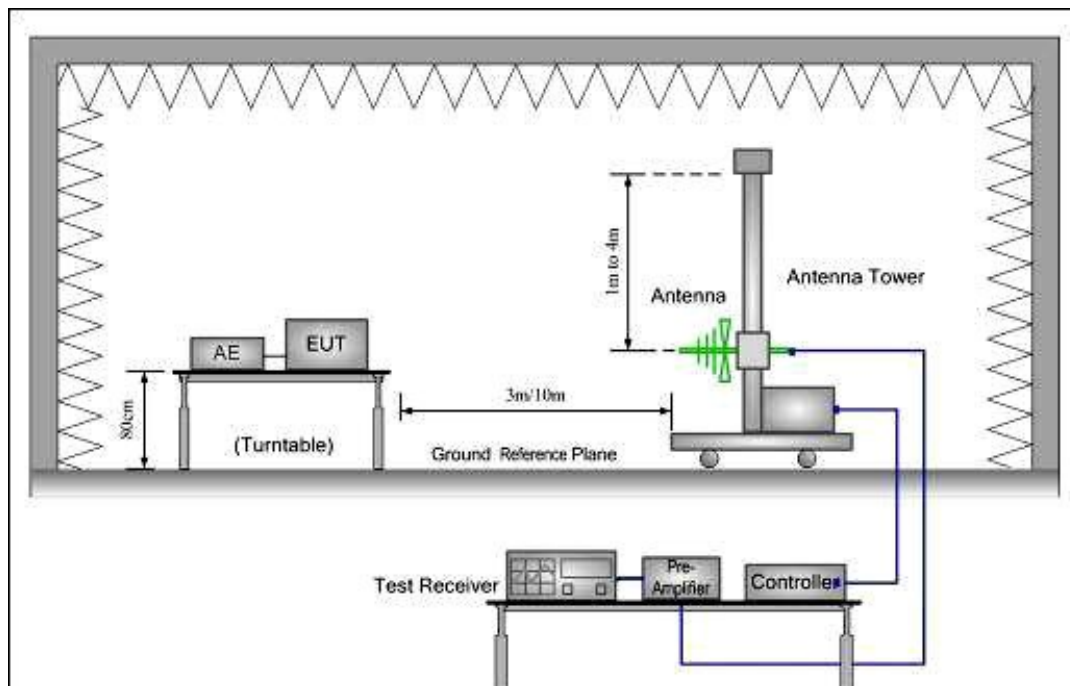 1m to 4m
Antenna Tower
Antenna
AE
EUT
80cm
3m/10m
(Turntable)
Ground Reference Plane
Test Receiver
Pre-
Amplifier
Controlle